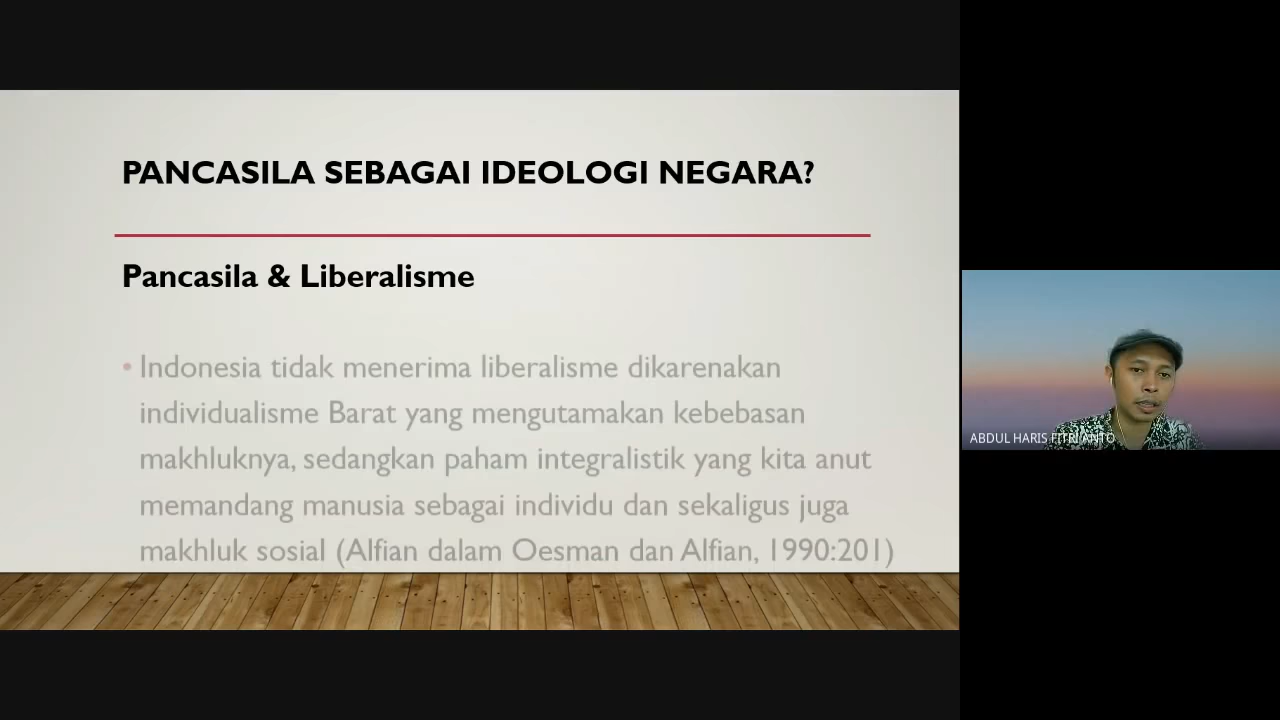 PANCASILA SEBAGAI IDEOLOGI NEGARA?
Pancasila & Liberalisme
• Indonesia tidak menerima liberalisme dikarenakan
individualisme Barat yang mengutamakan kebebasan
makhluknya, sedangkan paham integralistik yang kita anut
memandang manusia sebagai individu dan sekaligus juga
makhluk sosial (Alfian dalam Oesman dan Alfian, 1990:201)
ABDUL HARIS FITRI ANTO